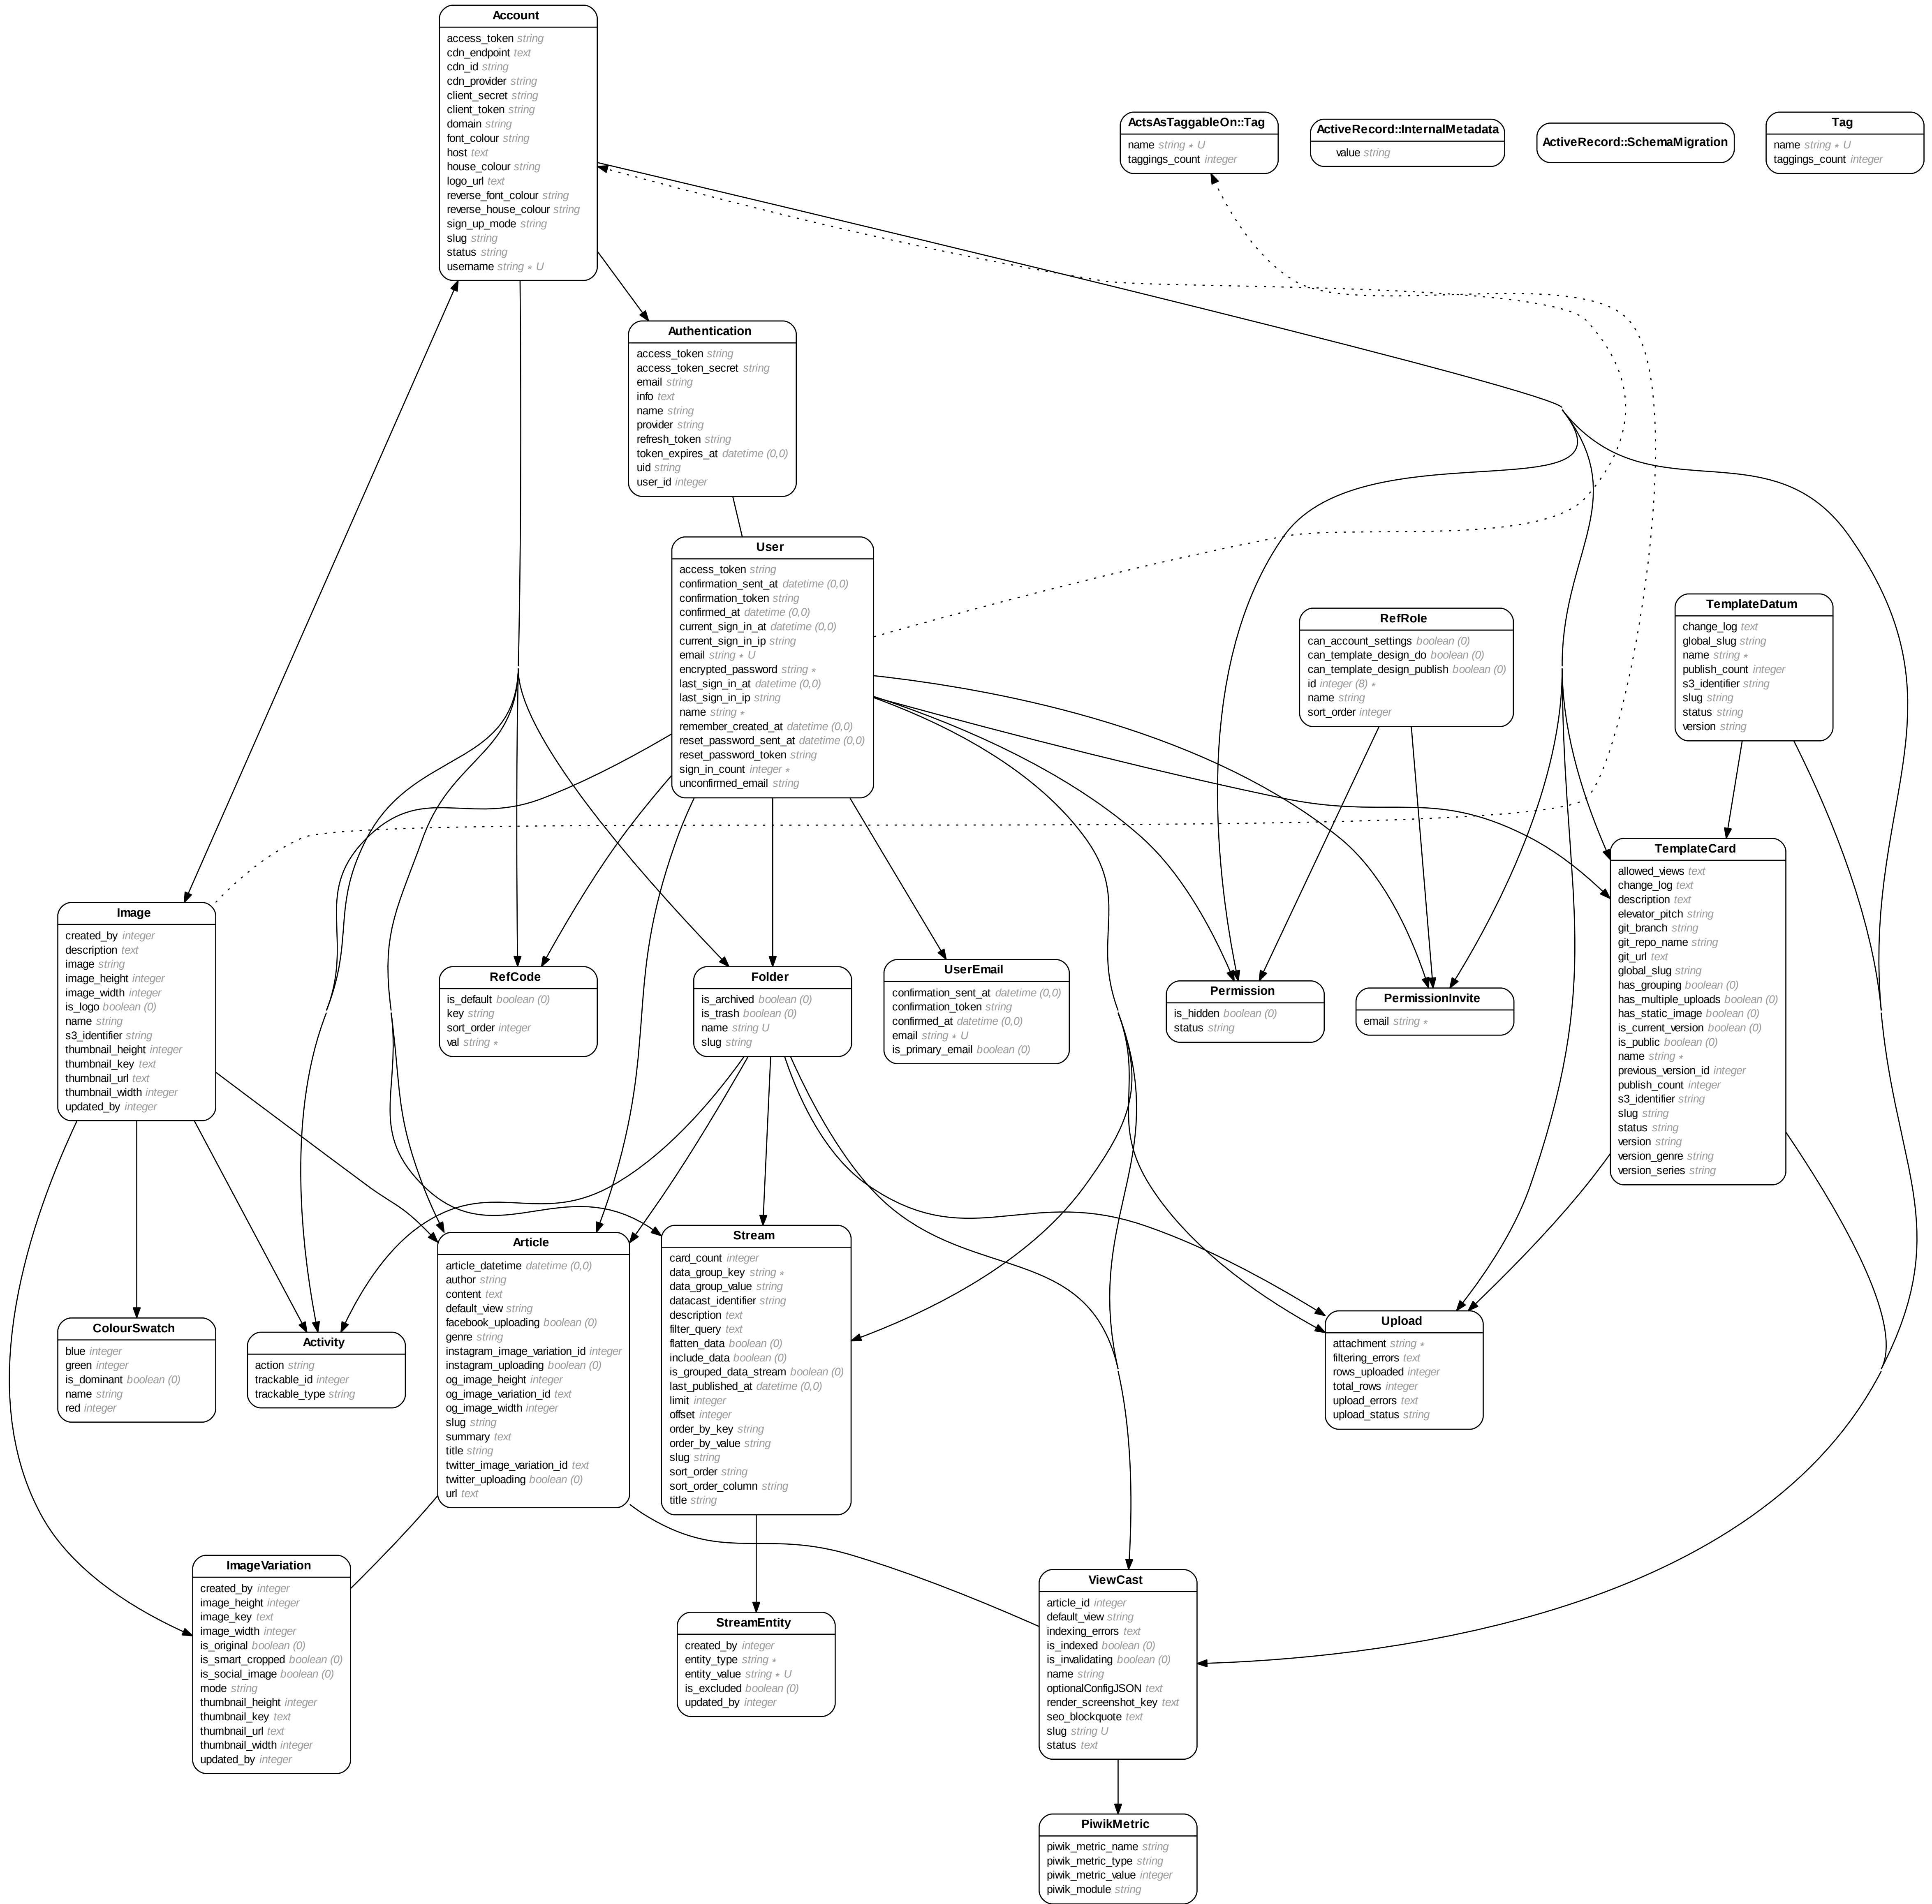 Account
access_token string
cdn_endpoint text
cdn_id string
cdn_provider string
client_secret string
client_token string
domain string
font_colour string
host text
house_colour string
logo_url text
reverse_font_colour string
reverse_house_colour string
sign_up_mode string
slug string
status string
username string * U
ActsAsTaggableOn::Tag
name string * U
taggings_count integer
ActiveRecord::InternalMetadata
value string
ActiveRecord::SchemaMigration
Tag
name string * U
taggings_count integer
Authentication
access_token string
access_token_secret string
email string
info text
name string
provider string
refresh_token string
token_expires_at datetime (0,0)
uid string
user_id integer
User
access_token string
confirmation_sent_at datetime (0,0)
confirmation_token string
confirmed_at datetime (0,0)
current_sign_in_at datetime (0,0)
current_sign_in_ip string
email string * U
encrypted_password string *
last_sign_in_at datetime (0,0)
last_sign_in_ip string
name string *
remember_created_at datetime (0,0)
reset_password_sent_at datetime (0,0)
reset_password_token string
sign_in_count integer *
unconfirmed_email string
RefRole
can_account_settings boolean (0)
can_template_design_do boolean (0)
can_template_design_publish boolean (0)
id integer (8) *
name string
sort_order integer
TemplateDatum
change_log text
global_slug string
name string *
publish_count integer
s3_identifier string
slug string
status string
version string
TemplateCard
allowed_views text
change_log text
description text
elevator_pitch string
git_branch string
git_repo_name string
git_url text
global_slug string
has_grouping boolean (0)
has_multiple_uploads boolean (0)
has_static_image boolean (0)
is_current_version boolean (0)
is_public boolean (0)
name string *
previous_version_id integer
publish_count integer
s3_identifier string
slug string
status string
version string
version_genre string
version_series string
Image
created_by integer
description text
image string
image_height integer
image_width integer
is_logo boolean (0)
name string
s3_identifier string
thumbnail_height integer
thumbnail_key text
thumbnail_url text
thumbnail_width integer
updated_by integer
RefCode
is_default boolean (0)
key string
sort_order integer
val string *
Folder
is_archived boolean (0)
is_trash boolean (0)
name string U
slug string
UserEmail
confirmation_sent_at datetime (0,0)
confirmation_token string
confirmed_at datetime (0,0)
email string * U
is_primary_email boolean (0)
Permission
is_hidden boolean (0)
status string
PermissionInvite
email string *
ColourSwatch
blue integer
green integer
is_dominant boolean (0)
name string
red integer
Activity
action string
trackable_id integer
trackable_type string
Article
article_datetime datetime (0,0)
author string
content text
default_view string
facebook_uploading boolean (0)
genre string
instagram_image_variation_id integer
instagram_uploading boolean (0)
og_image_height integer
og_image_variation_id text
og_image_width integer
slug string
summary text
title string
twitter_image_variation_id text
twitter_uploading boolean (0)
url text
Stream
card_count integer
data_group_key string *
data_group_value string
datacast_identifier string
description text
filter_query text
flatten_data boolean (0)
include_data boolean (0)
is_grouped_data_stream boolean (0)
last_published_at datetime (0,0)
limit integer
offset integer
order_by_key string
order_by_value string
slug string
sort_order string
sort_order_column string
title string
Upload
attachment string *
filtering_errors text
rows_uploaded integer
total_rows integer
upload_errors text
upload_status string
ImageVariation
created_by integer
image_height integer
image_key text
image_width integer
is_original boolean (0)
is_smart_cropped boolean (0)
is_social_image boolean (0)
mode string
thumbnail_height integer
thumbnail_key text
thumbnail_url text
thumbnail_width integer
updated_by integer
StreamEntity
created_by integer
entity_type string *
entity_value string * U
is_excluded boolean (0)
updated_by integer
ViewCast
article_id integer
default_view string
indexing_errors text
is_indexed boolean (0)
is_invalidating boolean (0)
name string
optionalConfigJSON text
render_screenshot_key text
seo_blockquote text
slug string U
status text
PiwikMetric
piwik_metric_name string
piwik_metric_type string
piwik_metric_value integer
piwik_module string